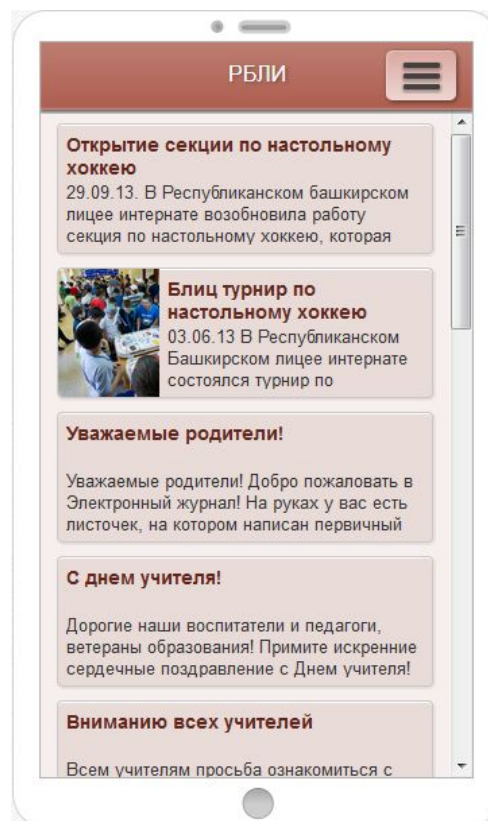 РБЛИ
Открытие секции по настольному
хоккею
29.09.13. В Республиканском башкирском
лицее интернате возобновила работу
секция по настольному хоккею, которая
Блиц турнир по
настольному хоккею
03.06.13 В Республиканском
Башкирском лицее интернате
состоялся турнир по
Уважаемые родители!
Уважаемые родители! Добро пожаловать в
Электронный журнал! На руках у вас есть
листочек, на котором написан первичный
С днем учителя!
Дорогие наши воспитатели и педагоги,
ветераны образования! Примите искренние
сердечные поздравление с Днем учителя!
Вниманию всех учителей
Всем учителям просьба ознакомиться с